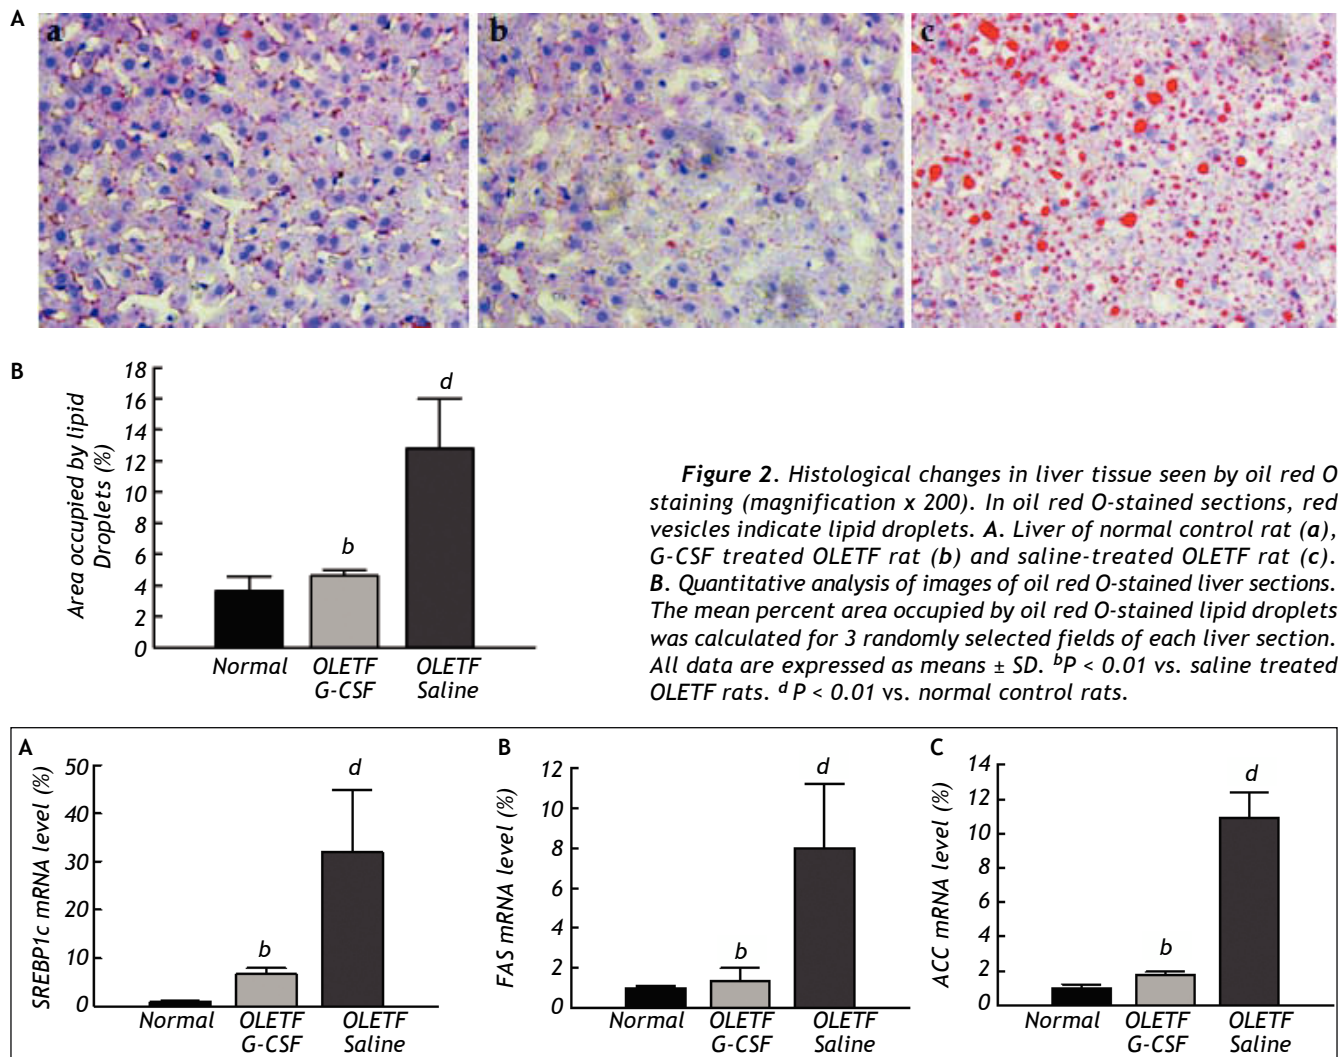 A
a
b
c
B
Area occupied by lipid
Droplets (%)
18
16
14
12
10
8
6
4
2
0
b
d
Normal
OLETF
G-CSF
OLETF
Saline
Figure 2. Histological changes in liver tissue seen by oil red O
staining (magnification x 200). In oil red O-stained sections, red
vesicles indicate lipid droplets. A. Liver of normal control rat (a),
G-CSF treated OLETF rat (b) and saline-treated OLETF rat (c).
B. Quantitative analysis of images of oil red O-stained liver sections.
The mean percent area occupied by oil red O-stained lipid droplets
was calculated for 3 randomly selected fields of each liver section.
All data are expressed as means ± SD. bP < 0.01 vs. saline treated
OLETF rats. d P < 0.01 vs. normal control rats.
A
SREBP1c mRNA level (%)
50
40
30
20
10
0
b
d
Normal
OLETF
G-CSF
OLETF
Saline
B
FAS mRNA level (%)
12
10
8
6
4
2
0
b
d
Normal
OLETF
G-CSF
OLETF
Saline
C
ACC mRNA level (%)
14
12
10
8
6
4
2
0
b
d
Normal
OLETF
G-CSF
OLETF
Saline